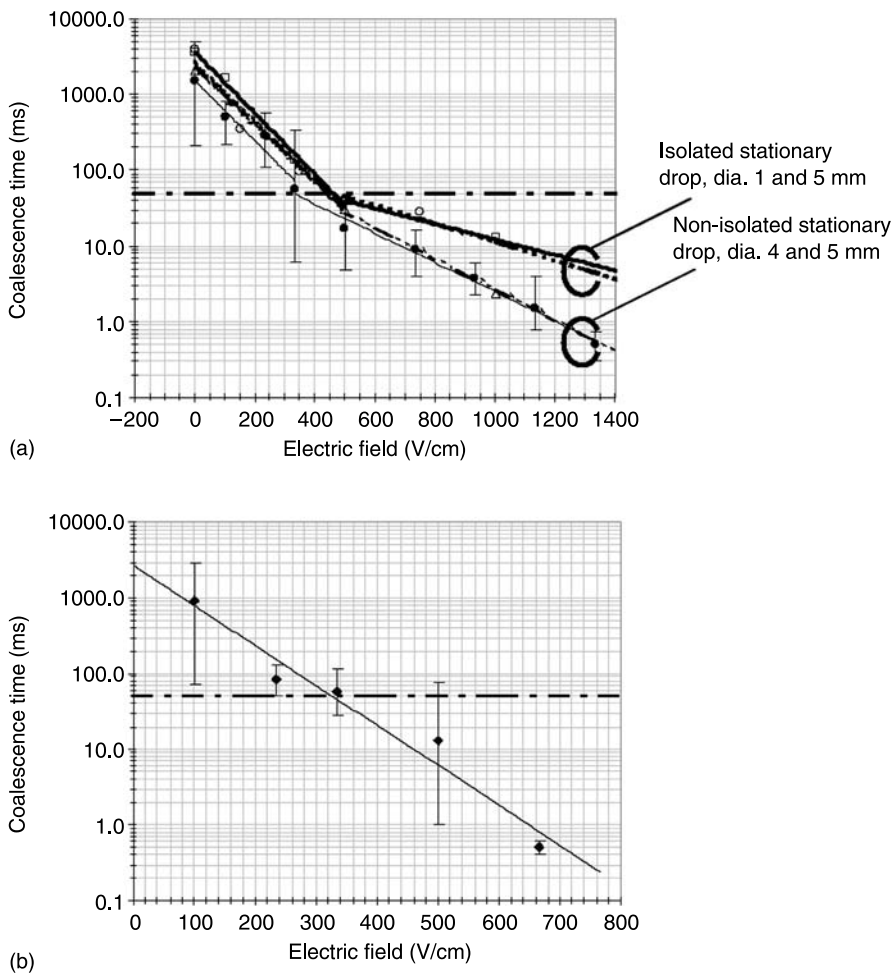 10000.0
1000.0
100.0
10.0
1.0
0.1
Coalescence time (ms)
−200 0 200 400 600 800 1000 1200 1400
Electric field (V/cm)
Isolated stationary
drop, dia. 1 and 5 mm
Non-isolated stationary
drop, dia. 4 and 5 mm
(a)
10000.0
1000.0
100.0
10.0
1.0
0.1
Coalescence time (ms)
0 100 200 300 400 500 600 700 800
Electric field (V/cm)
(b)